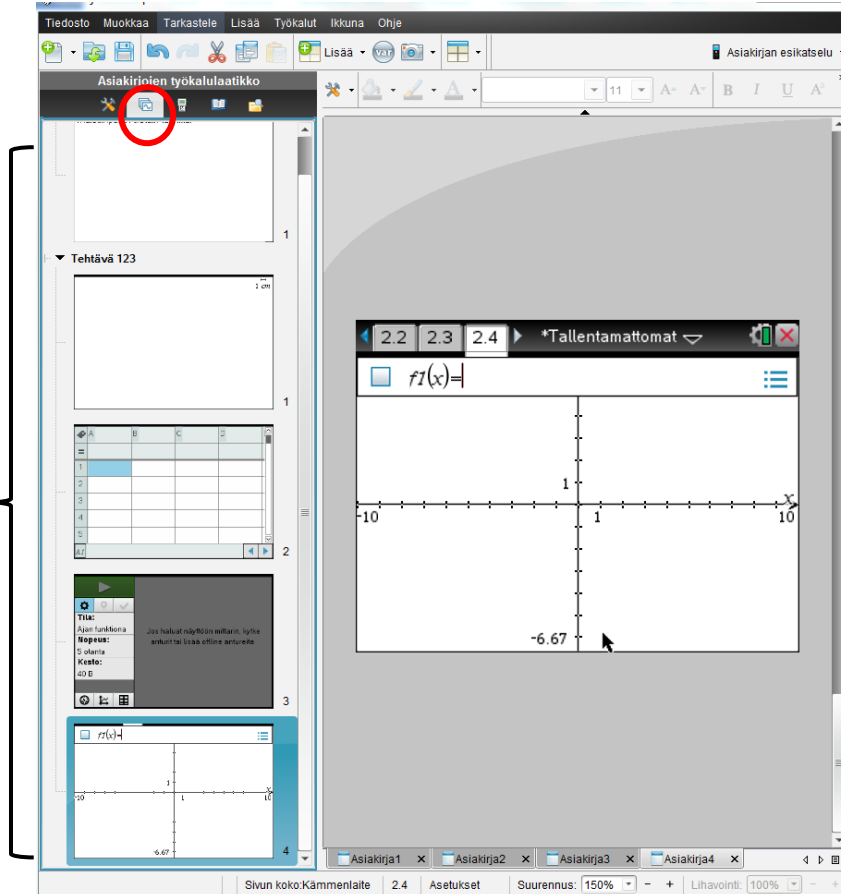 Tiedosto Muokkaa Tarkastele Lisää Työkalut Ikkuna Ohje
Lisää var Asiakirjan esikatselu
Asiakirjojen työkalulaatikko
11 A A B I U A
1
Tehtävä 123
1 cm
1
A B C D
=
1
2
3
4
5
A1
2
Tila:
Ajan funktiona
Nopeus:
5 otanta
Kesto:
40 s
Jos haluat näyttöön mittarin, kytke
anturit tai lisää offline antureita
3
f1(x)=
1
x
-10 1 10
-6.67
4
2.2 2.3 2.4 *Tallentamattomat
f1(x)=
1
x
-10 1 10
-6.67
Asiakirja1 Asiakirja2 Asiakirja3 Asiakirja4
Sivun koko:Kämmenlaite 2.4 Asetukset Suurennus: 150% - + Lihavointi: 100% - +